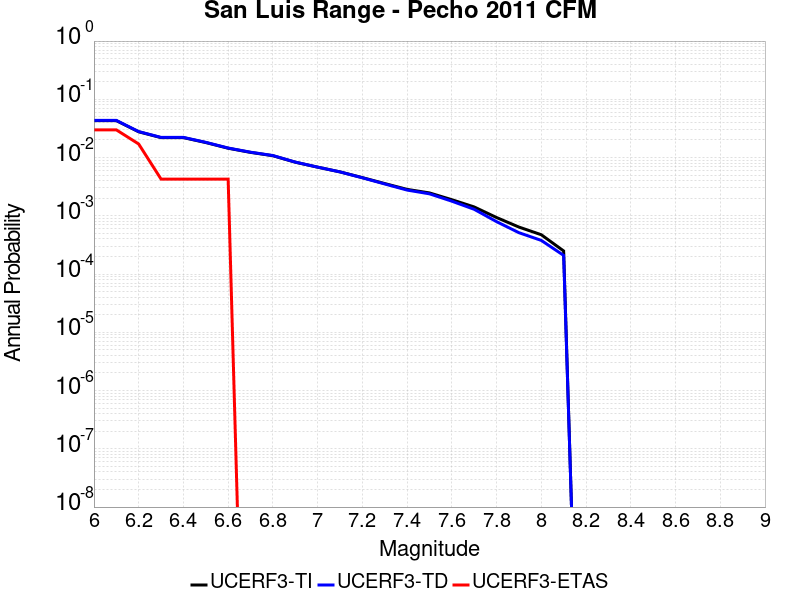 San Luis Range - Pecho 2011 CFM
10^0
10^-1
10^-2
10^-3
10^-4
10^-5
10^-6
10^-7
10^-8
Annual Probability
6 6.2 6.4 6.6 6.8 7 7.2 7.4 7.6 7.8 8 8.2 8.4 8.6 8.8 9
Magnitude
UCERF3-TI UCERF3-TD UCERF3-ETAS